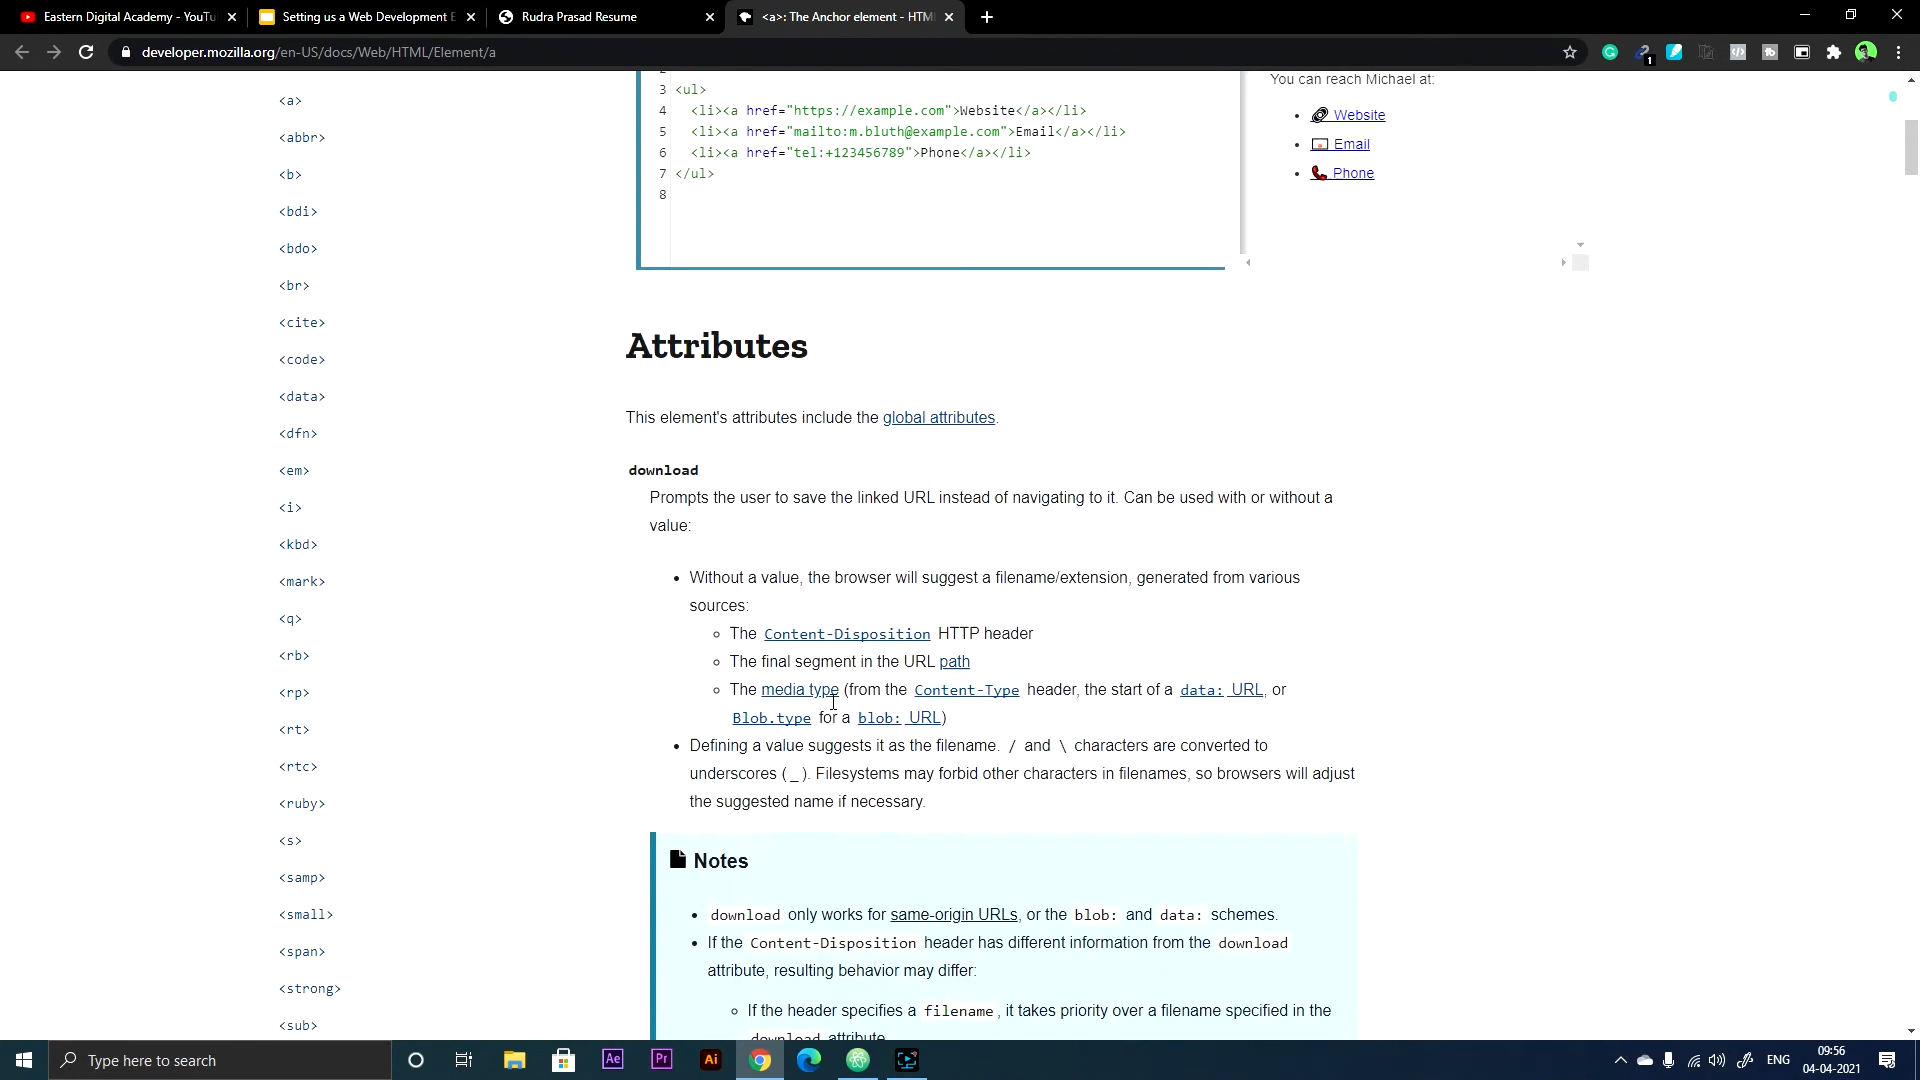 Eastern Digital Academy - YouTu
Setting us a Web Development E
Rudra Prasad Resume
<a>: The Anchor element - HTM
developer.mozilla.org/en-US/docs/Web/HTML/Element/a
1
<a>
<abbr>
<b>
<bdi>
<bdo>
<br>
<cite>
<code>
<data>
<dfn>
<em>
<i>
<kbd>
<mark>
<q>
<rb>
<rp>
<rt>
<rtc>
<ruby>
<s>
<samp>
<small>
<span>
<strong>
<sub>
2
3 <ul>
4 <li><a href="https://example.com">Website</a></li>
5 <li><a href="mailto:m.bluth@example.com">Email</a></li>
6 <li><a href="tel:+123456789">Phone</a></li>
7 </ul>
8
You can reach Michael at:
Website
Email
Phone
Attributes
This element's attributes include the global attributes.
download
Prompts the user to save the linked URL instead of navigating to it. Can be used with or without a
value:
Without a value, the browser will suggest a filename/extension, generated from various
sources:
The Content-Disposition HTTP header
The final segment in the URL path
The media type (from the Content-Type header, the start of a data: URL, or
Blob.type for a blob: URL)
Defining a value suggests it as the filename. / and \ characters are converted to
underscores (_). Filesystems may forbid other characters in filenames, so browsers will adjust
the suggested name if necessary.
Notes
download only works for same-origin URLs, or the blob: and data: schemes.
If the Content-Disposition header has different information from the download
attribute, resulting behavior may differ:
If the header specifies a filename, it takes priority over a filename specified in the
download attribute.
Type here to search
Ae
Pr
Ai
ENG
09:56
04-04-2021